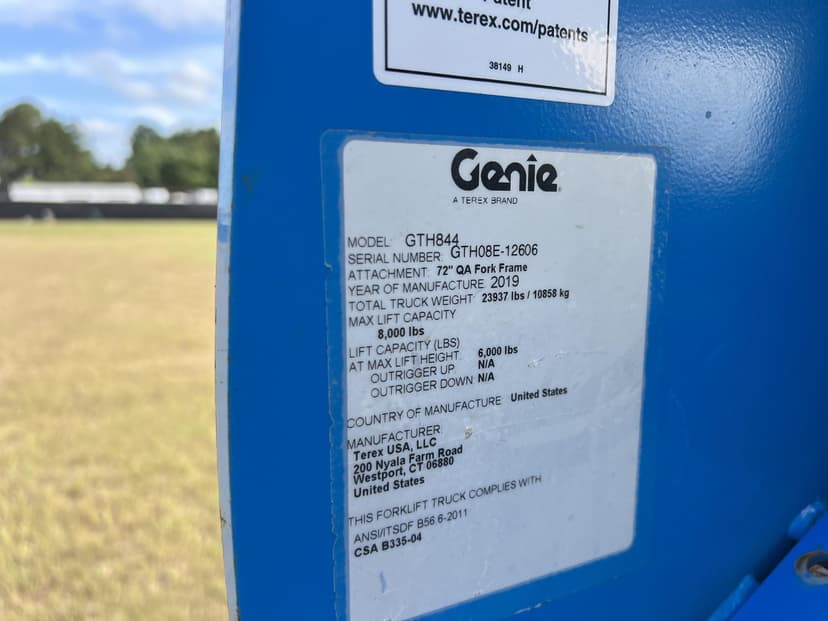 Patent
www.terex.com/patents
38149 H
Genie
A TEREX BRAND
MODEL: GTH844
SERIAL NUMBER: GTH08E-12606
ATTACHMENT: 72" QA Fork Frame
YEAR OF MANUFACTURE 2019
TOTAL TRUCK WEIGHT 23937 lbs / 10858 kg
MAX LIFT CAPACITY
8,000 lbs
LIFT CAPACITY (LBS)
AT MAX LIFT HEIGHT. 6,000 lbs
OUTRIGGER UP N/A
OUTRIGGER DOWN N/A
COUNTRY OF MANUFACTURE United States
MANUFACTURER
Terex USA, LLC
200 Nyala Farm Road
Westport, CT 06880
United States
THIS FORKLIFT TRUCK COMPLIES WITH
ANSI/ITSDF B56.6-2011
CSA B335-04